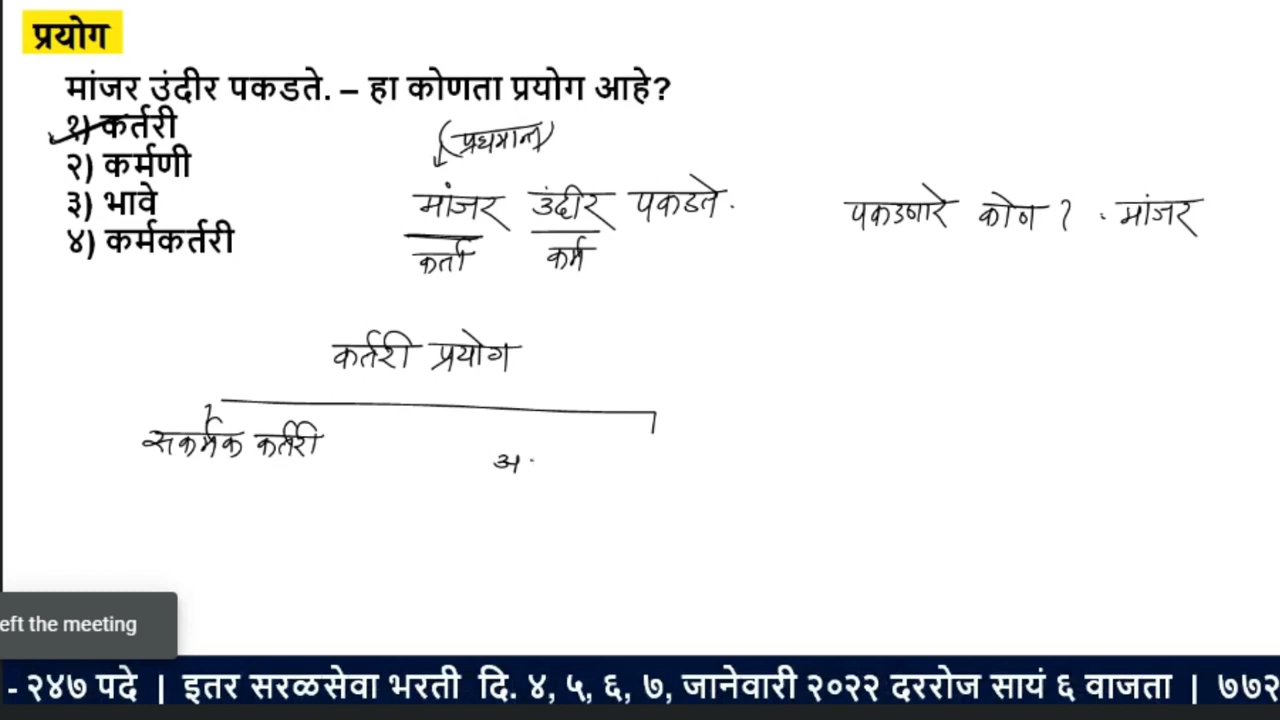 प्रयोग
मांजर उंदीर पकडते. – हा कोणता प्रयोग आहे?
१) कर्तरी
२) कर्मणी
३) भावे
४) कर्मकर्तरी
मांजर उंदीर पकडते.
कर्ता कर्म
पकडणारे कोण ? मांजर
कर्तरी प्रयोग
सकर्मक कर्तरी
अ
eft the meeting
- २४७ पदे | इतर सरळसेवा भरती दि. ४, ५, ६, ७, जानेवारी २०२२ दररोज सायं ६ वाजता | ७७२